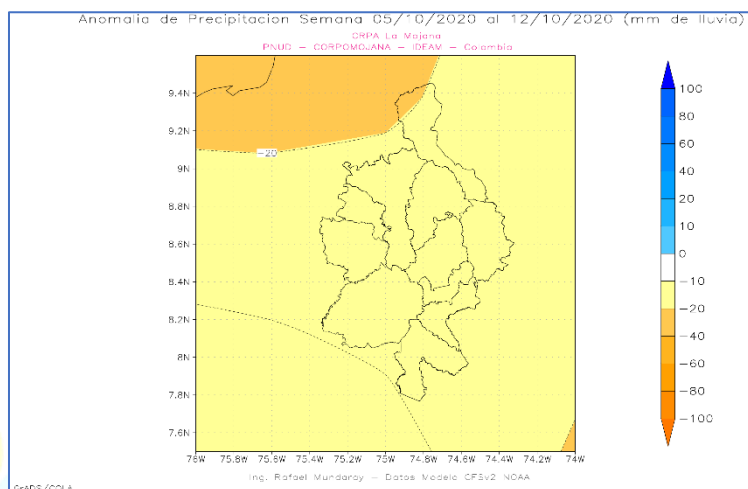 Anomalia de Precipitacion Semana 05/10/2020 al 12/10/2020 (mm de lluvia)
CRPA La Mojana
PNUD — CORPOMOJANA — IDEAM — Colombia
9.4N
9.2N
9N
8.8N
8.6N
8.4N
8.2N
8N
7.8N
7.6N
-20
100
80
60
40
20
0
-10
-20
-40
-60
-80
-100
76W 75.8W 75.6W 75.4W 75.2W 75W 74.8W 74.6W 74.4W 74.2W 74W
Ing. Rafael Mundaray — Datos Modelo CFSv2 NOAA
GrADS/COLA